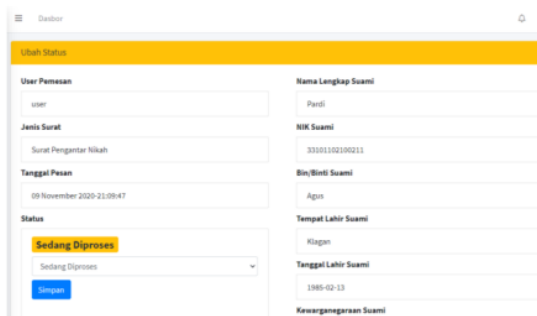 Dasbor
Ubah Status
User Pemesan
user
Jenis Surat
Surat Pengantar Nikah
Tanggal Pesan
09 November 2020-21:09:47
Status
Sedang Diproses
Sedang Diproses
Simpan
Nama Lengkap Suami
Pardi
NIK Suami
33101102100211
Bin/Binti Suami
Agus
Tempat Lahir Suami
Klagan
Tanggal Lahir Suami
1985-02-13
Kewarganegaraan Suami